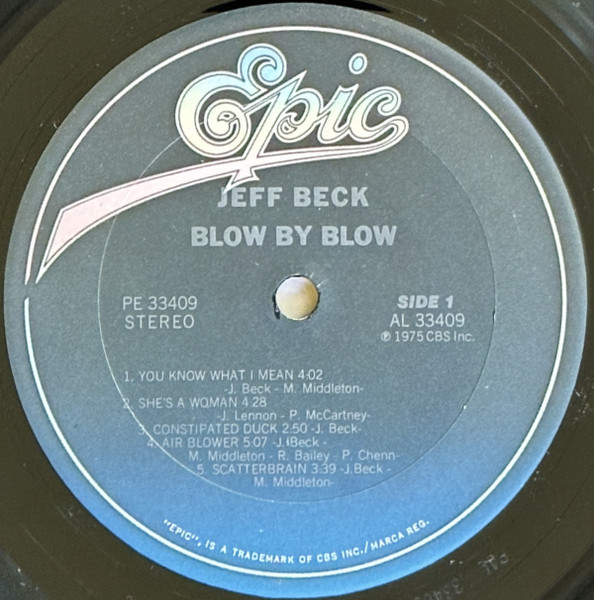 Epic
JEFF BECK
BLOW BY BLOW
PE 33409
STEREO
SIDE 1
AL 33409
℗ 1975 CBS Inc.
1. YOU KNOW WHAT I MEAN 4:02
-J. Beck - M. Middleton-
2. SHE'S A WOMAN 4:28
-J. Lennon - P. McCartney-
3. CONSTIPATED DUCK 2:50 -J. Beck-
4. AIR BLOWER 5:07 -J. Beck -
M. Middleton - R. Bailey - P. Chenn-
5. SCATTERBRAIN 3:39 -J. Beck -
M. Middleton-
"EPIC", IS A TRADEMARK OF CBS INC./MARCA REG.